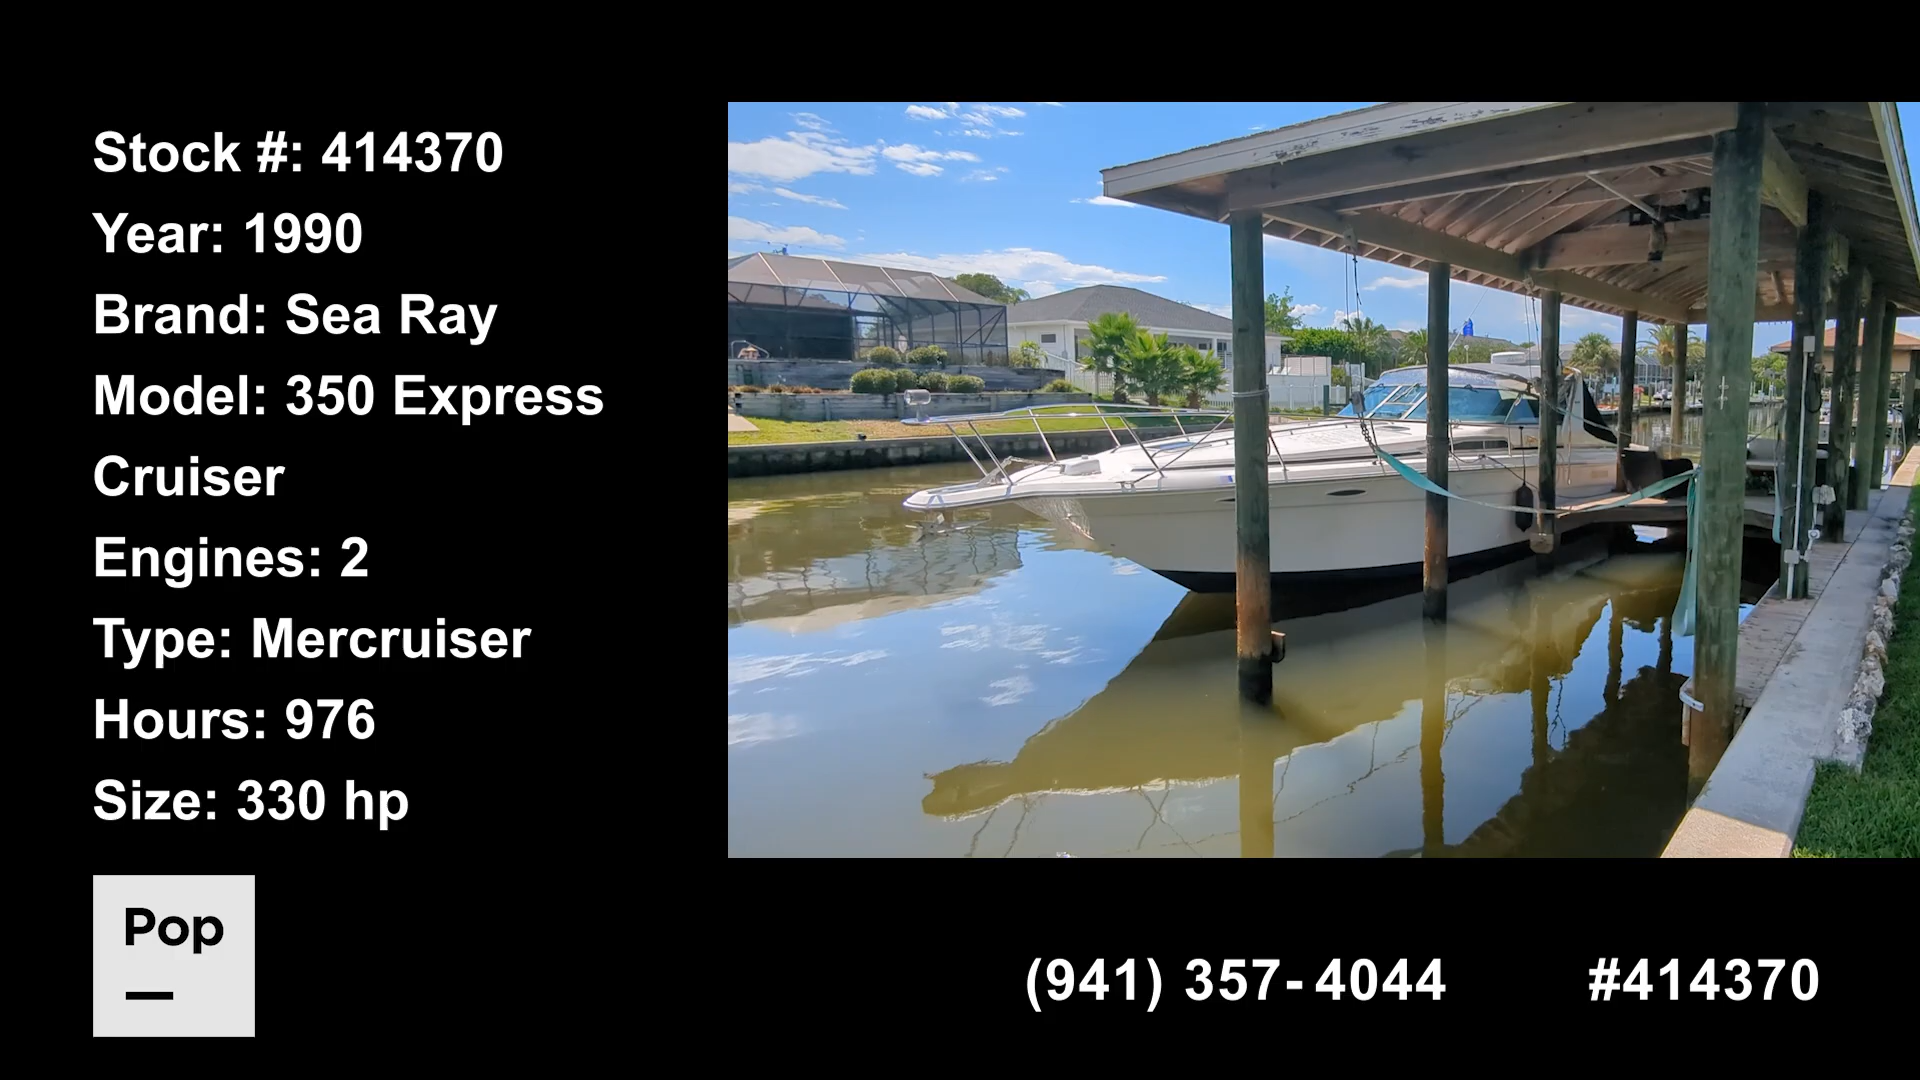 Stock #: 414370
Year: 1990
Brand: Sea Ray
Model: 350 Express
Cruiser
Engines: 2
Type: Mercruiser
Hours: 976
Size: 330 hp
Pop
(941) 357-4044
#414370